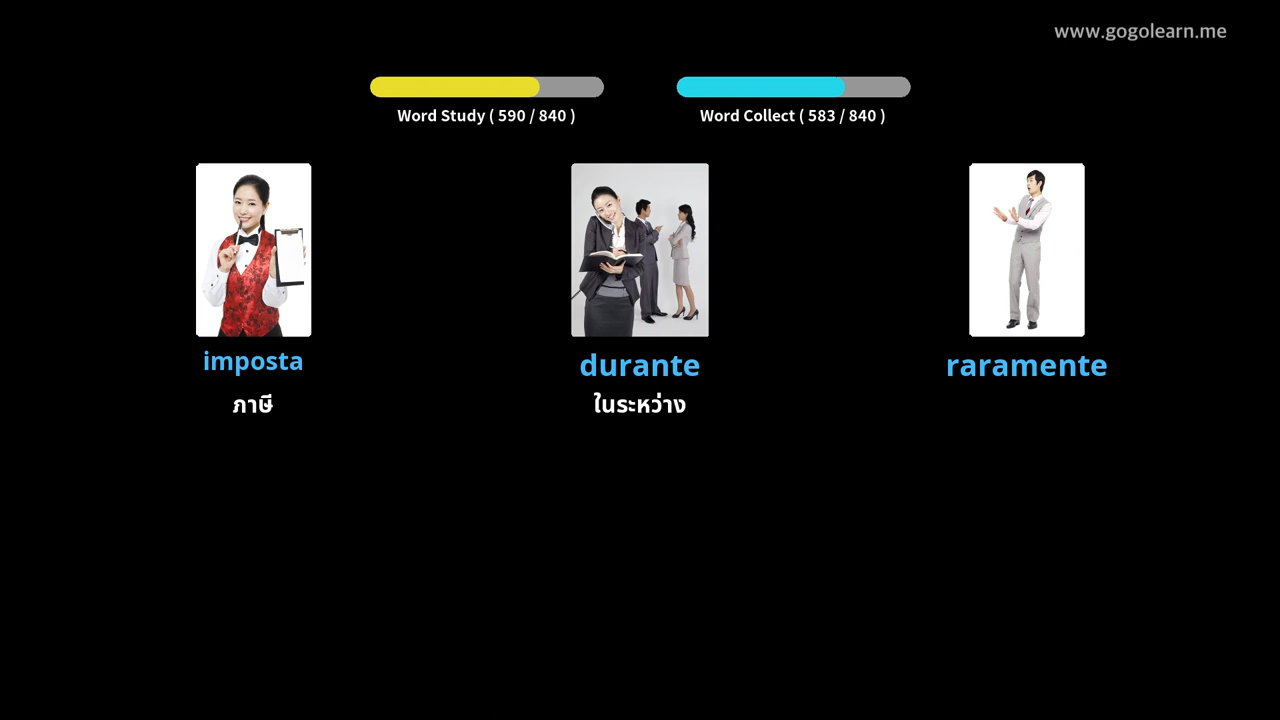 www.gogolearn.me
Word Study ( 590 / 840 )
Word Collect ( 583 / 840 )
imposta
durante
raramente
ภาษี
ในระหว่าง